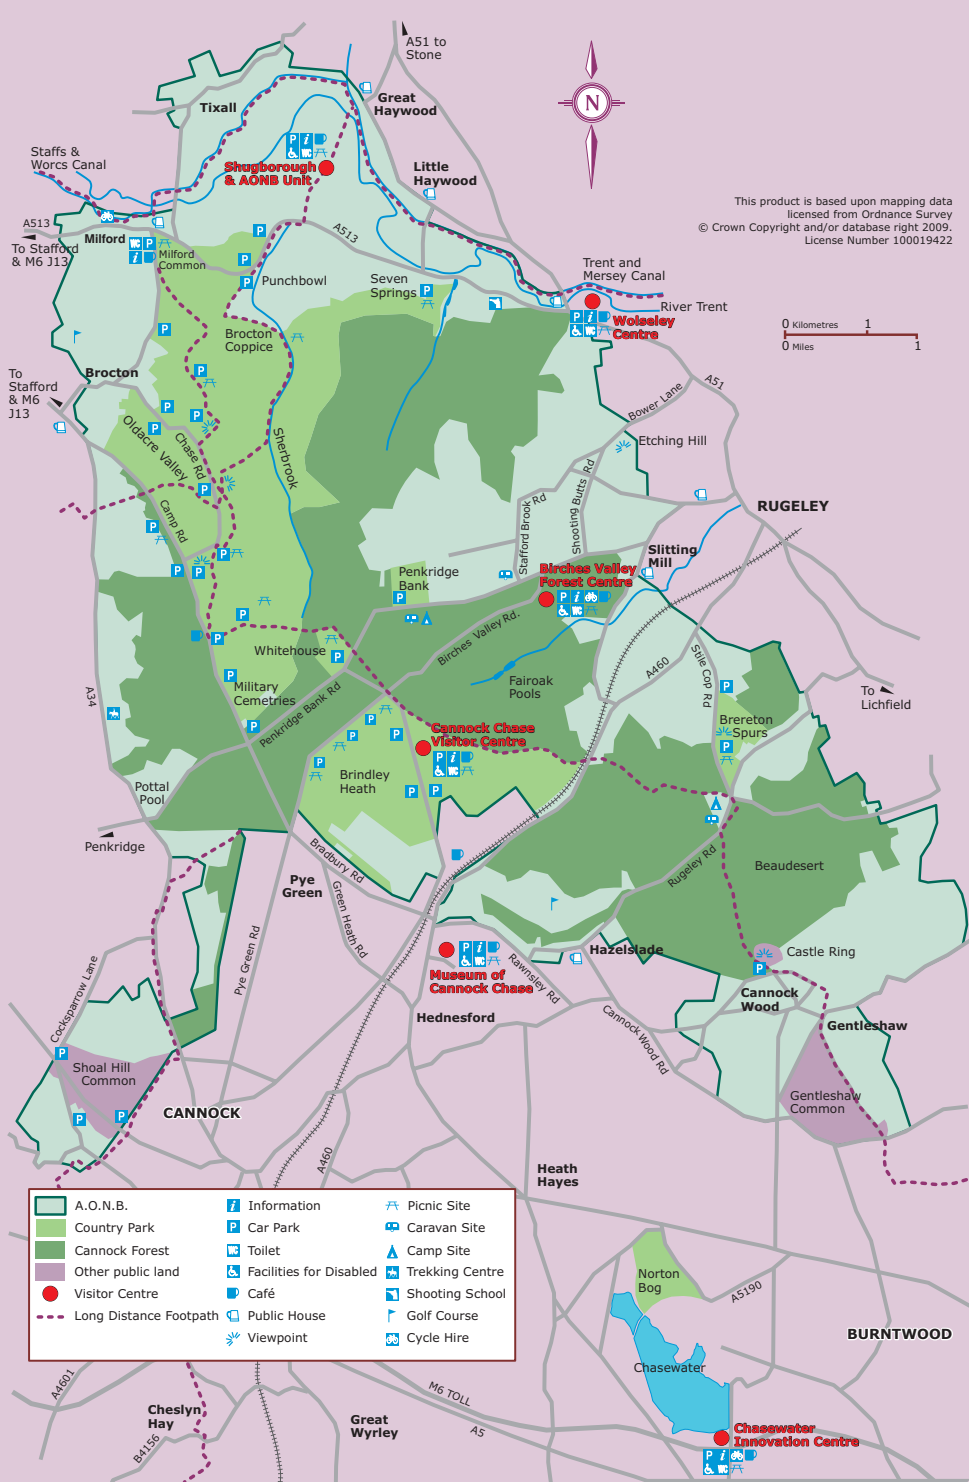 A51 to
Stone
Tixall
Great
Haywood
N
Staffs &
Worcs Canal
Shugborough
& AONB Unit
Little
Haywood
This product is based upon mapping data
licensed from Ordnance Survey
© Crown Copyright and/or database right 2009.
License Number 100019422
A513
To Stafford
& M6 J13
Milford
Milford
Common
A513
Punchbowl
Seven
Springs
Trent and
Mersey Canal
River Trent
Wolseley
Centre
0 Kilometres 1
0 Miles 1
Brocton
Coppice
To
Stafford
& M6
J13
Brocton
A51
Bower Lane
Etching Hill
Oldacre Valley
Chase Rd
Sherbrook
Camp Rd
Stafford Brook Rd
Shooting Butts Rd
RUGELEY
Slitting
Mill
Birches Valley
Forest Centre
Penkridge
Bank
Birches Valley Rd.
Whitehouse
A460
Stile Cop Rd
Fairoak
Pools
To
Lichfield
A34
Military
Cemeteries
Penkridge Bank Rd
Brereton
Spurs
Cannock Chase
Visitor Centre
Brindley
Heath
Pottal
Pool
Penkridge
Bradbury Rd
Rugeley Rd
Beaudesert
Pye
Green
Green Heath Rd
Pye Green Rd
Hazelslade
Castle Ring
Museum of
Cannock Chase
Rawnsley Rd
Cannock
Wood
Cocksparrow Lane
Hednesford
Cannock Wood Rd
Gentleshaw
Shoal Hill
Common
Gentleshaw
Common
CANNOCK
A460
Heath
Hayes
A.O.N.B.
Country Park
Cannock Forest
Other public land
Visitor Centre
Long Distance Footpath
i Information
P Car Park
WC Toilet
Facilities for Disabled
Café
Public House
Viewpoint
Picnic Site
Caravan Site
Camp Site
Trekking Centre
Shooting School
Golf Course
Cycle Hire
Norton
Bog
A5190
BURNTWOOD
Chasewater
A4601
M6 TOLL
Cheslyn
Hay
B4156
Great
Wyrley
A5
Chasewater
Innovation Centre